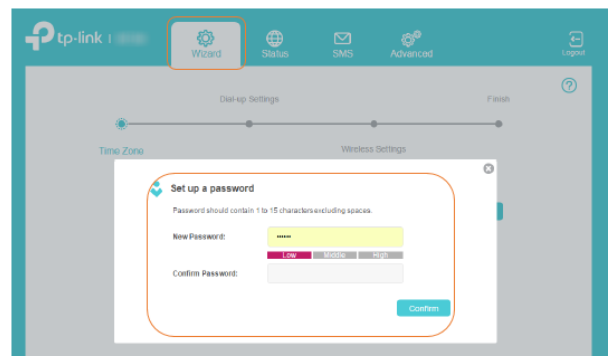 tp-link
Wizard
Status
SMS
Advanced
Logout
?
Dial-up Settings
Finish
Time Zone
Wireless Settings
Set up a password
Password should contain 1 to 15 characters excluding spaces.
New Password:
••••••
Low Middle High
Confirm Password:
Confirm